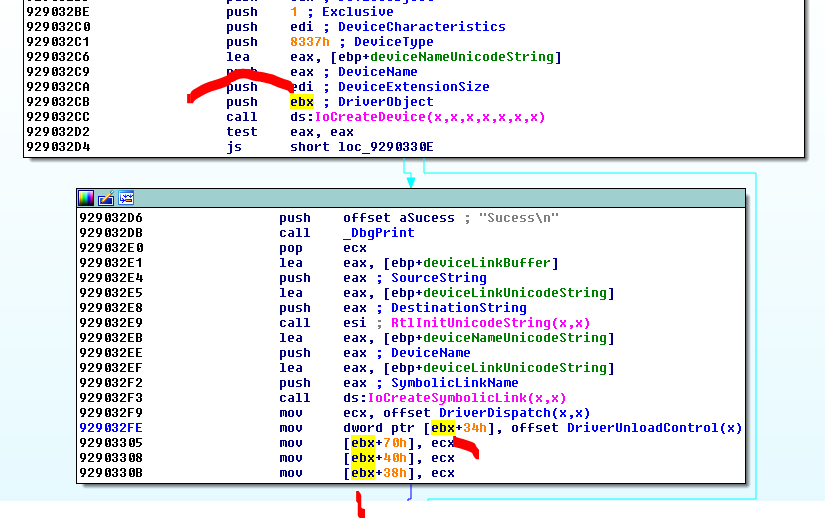 929032BE push 1 ; Exclusive
929032C0 push edi ; DeviceCharacteristics
929032C1 push 8337h ; DeviceType
929032C6 lea eax, [ebp+deviceNameUnicodeString]
929032C9 push eax ; DeviceName
929032CA push edi ; DeviceExtensionSize
929032CB push ebx ; DriverObject
929032CC call ds:IoCreateDevice(x,x,x,x,x,x,x)
929032D2 test eax, eax
929032D4 js short loc_9290330E
929032D6 push offset aSucess ; "Sucess\n"
929032DB call _DbgPrint
929032E0 pop ecx
929032E1 lea eax, [ebp+deviceLinkBuffer]
929032E4 push eax ; SourceString
929032E5 lea eax, [ebp+deviceLinkUnicodeString]
929032E8 push eax ; DestinationString
929032E9 call esi ; RtlInitUnicodeString(x,x)
929032EB lea eax, [ebp+deviceNameUnicodeString]
929032EE push eax ; DeviceName
929032EF lea eax, [ebp+deviceLinkUnicodeString]
929032F2 push eax ; SymbolicLinkName
929032F3 call ds:IoCreateSymbolicLink(x,x)
929032F9 mov ecx, offset DriverDispatch(x,x)
929032FE mov dword ptr [ebx+34h], offset DriverUnloadControl(x)
92903305 mov [ebx+70h], ecx
92903308 mov [ebx+40h], ecx
9290330B mov [ebx+38h], ecx